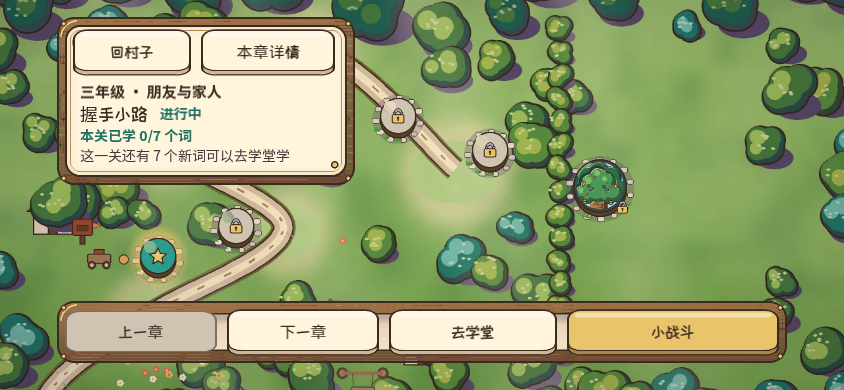 回村子
本章详情
三年级 · 朋友与家人
握手小路 进行中
本关已学 0/7 个词
这一关还有 7 个新词可以去学堂学
上一章
下一章
去学堂
小战斗